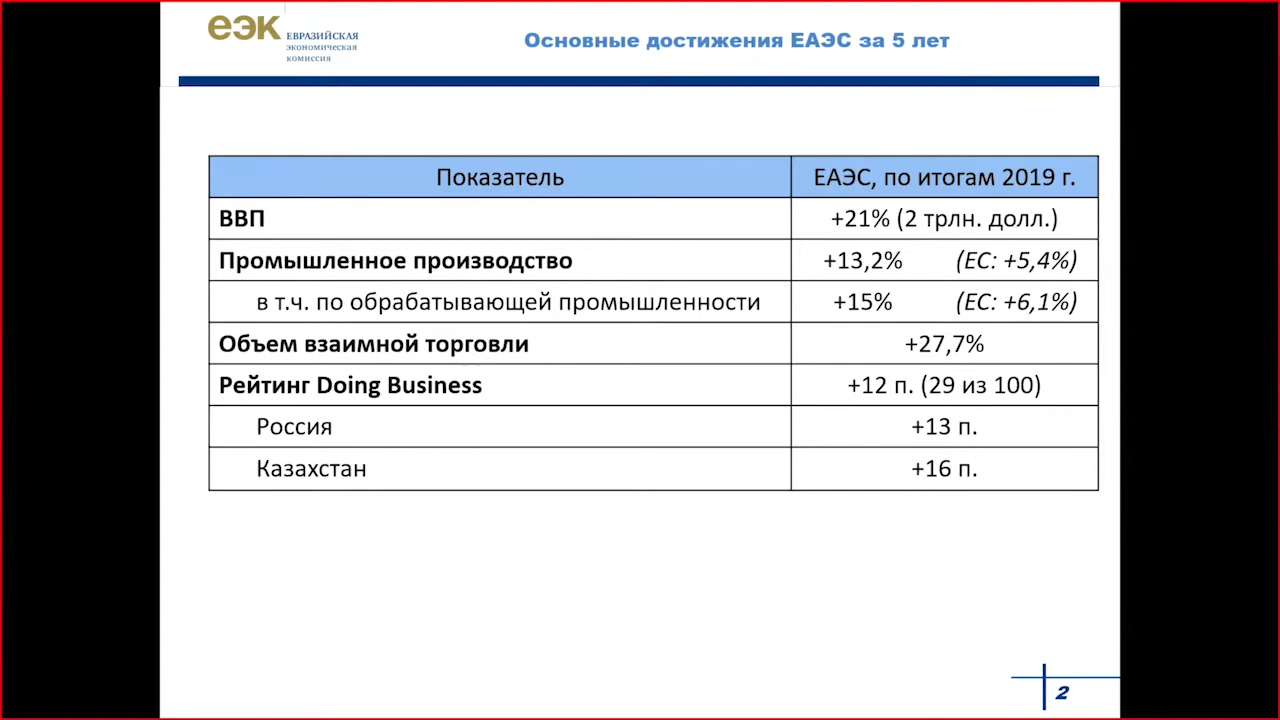 еэк
ЕВРАЗИЙСКАЯ
ЭКОНОМИЧЕСКАЯ
КОМИССИЯ
Основные достижения ЕАЭС за 5 лет
Показатель ЕАЭС, по итогам 2019 г.
ВВП +21% (2 трлн. долл.)
Промышленное производство +13,2% (ЕС: +5,4%)
в т.ч. по обрабатывающей промышленности +15% (ЕС: +6,1%)
Объем взаимной торговли +27,7%
Рейтинг Doing Business +12 п. (29 из 100)
Россия +13 п.
Казахстан +16 п.
2